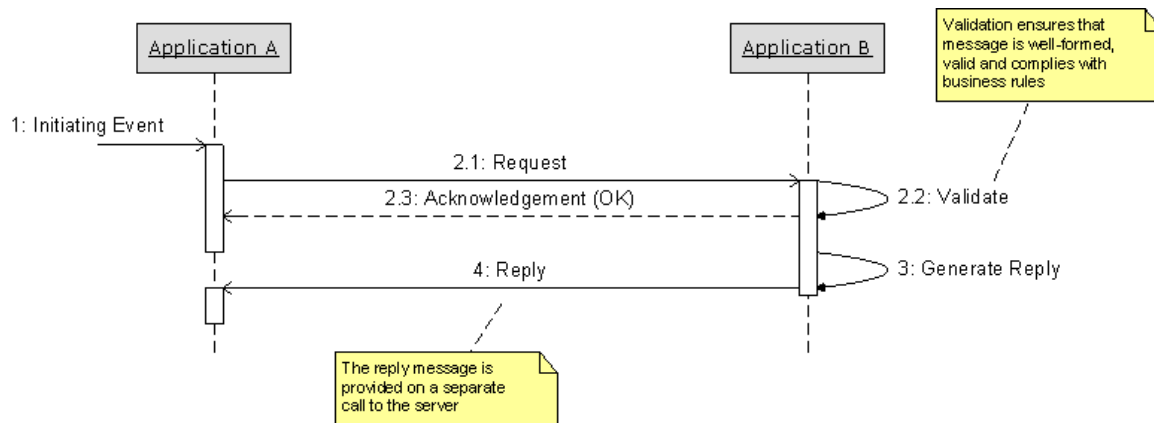 Application A
Application B
Validation ensures that
message is well-formed,
valid and complies with
business rules
1: Initiating Event
2.1: Request
2.3: Acknowledgement (OK)
2.2: Validate
4: Reply
3: Generate Reply
The reply message is
provided on a separate
call to the server